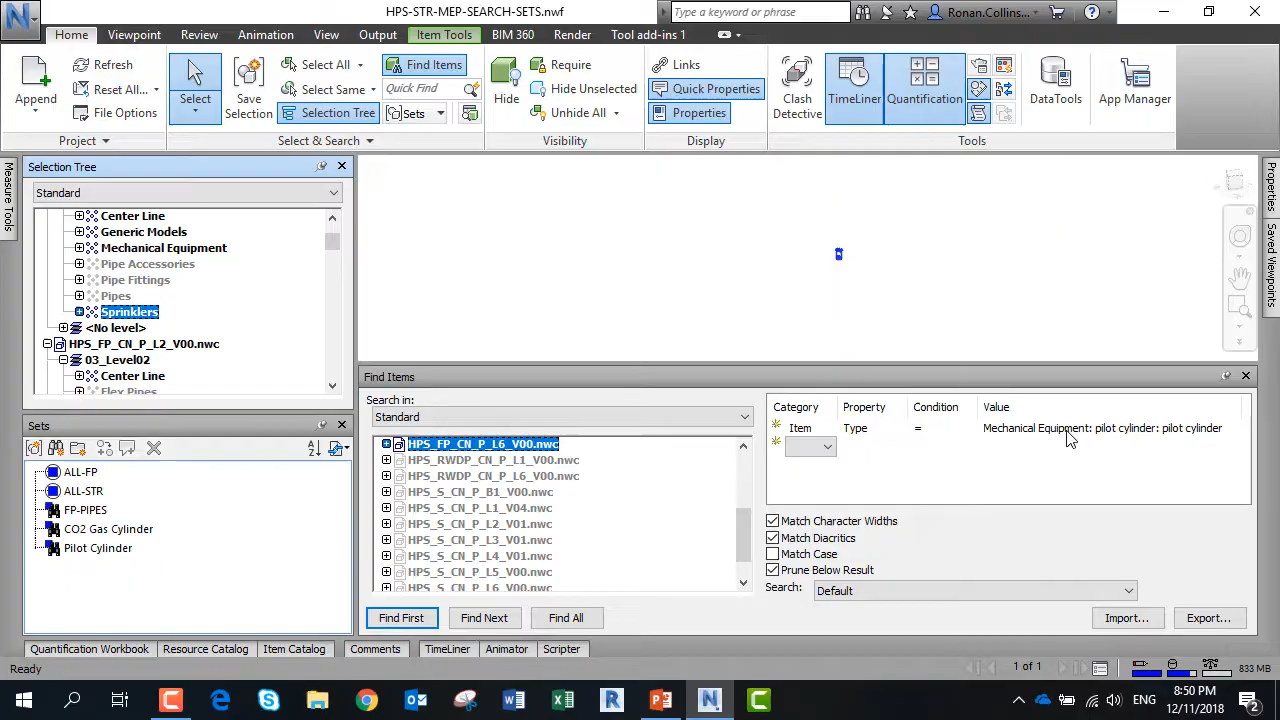 HPS-STR-MEP-SEARCH-SETS.nwf
Type a keyword or phrase
Ronan.Collins...
Home Viewpoint Review Animation View Output Item Tools BIM 360 Render Tool add-ins 1
Append
Refresh
Reset All...
File Options
Project
Select
Save Selection
Select All
Select Same
Selection Tree
Find Items
Quick Find
Sets
Select & Search
Hide
Require
Hide Unselected
Unhide All
Visibility
Links
Quick Properties
Properties
Display
Clash Detective
TimeLiner
Quantification
DataTools
App Manager
Tools
Measure Tools
Selection Tree
Standard
Center Line
Generic Models
Mechanical Equipment
Pipe Accessories
Pipe Fittings
Pipes
Sprinklers
<No level>
HPS_FP_CN_P_L2_V00.nwc
03_Level02
Center Line
Flex Pipes
Sets
ALL-FP
ALL-STR
FP-PIPES
CO2 Gas Cylinder
Pilot Cylinder
Properties
Saved Viewpoints
Find Items
Search in:
Standard
HPS_FP_CN_P_L6_V00.nwc
HPS_RWDP_CN_P_L1_V00.nwc
HPS_RWDP_CN_P_L6_V00.nwc
HPS_S_CN_P_B1_V00.nwc
HPS_S_CN_P_L1_V04.nwc
HPS_S_CN_P_L2_V01.nwc
HPS_S_CN_P_L3_V01.nwc
HPS_S_CN_P_L4_V01.nwc
HPS_S_CN_P_L5_V00.nwc
HPS_S_CN_P_L6_V00.nwc
Find First Find Next Find All
Category Property Condition Value
Item Type = Mechanical Equipment: pilot cylinder: pilot cylinder
Match Character Widths
Match Diacritics
Match Case
Prune Below Result
Search: Default
Import... Export...
Quantification Workbook Resource Catalog Item Catalog Comments TimeLiner Animator Scripter
Ready
1 of 1
833 MB
ENG
8:50 PM
12/11/2018
2